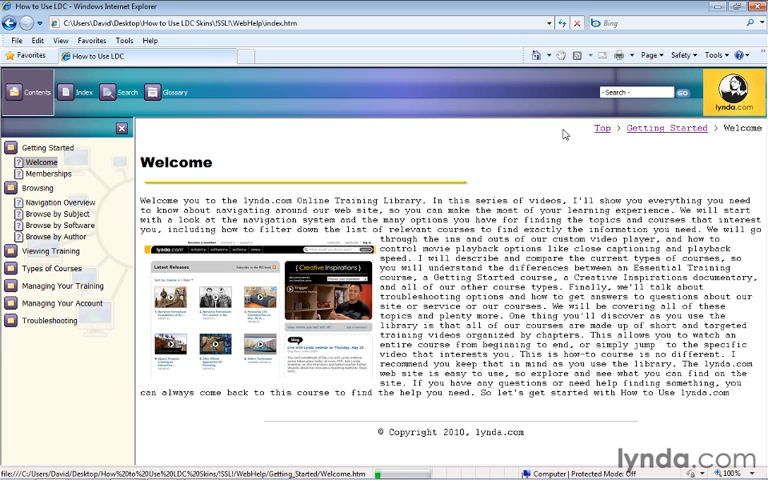 How to Use LDC - Windows Internet Explorer
C:\Users\David\Desktop\How to Use LDC Skins\!SSL!\WebHelp\index.htm
Bing
File Edit View Favorites Tools Help
Favorites How to Use LDC
Page Safety Tools
Contents Index Search Glossary
- Search - GO
lynda.com
Top > Getting Started > Welcome
Getting Started
Welcome
Memberships
Browsing
Navigation Overview
Browse by Subject
Browse by Software
Browse by Author
Viewing Training
Types of Courses
Managing Your Training
Managing Your Account
Troubleshooting
Welcome
Welcome you to the lynda.com Online Training Library. In this series of videos, I'll show you everything you need
to know about navigating around our web site, so you can make the most of your learning experience. We will start
with a look at the navigation system and the many options you have for finding the topics and courses that interest
you, including how to filter down the list of relevant courses to find exactly the information you need. We will go
through the ins and outs of our custom video player, and how to
control movie playback options like close captioning and playback
speed. I will describe and compare the current types of courses, so
you will understand the differences between an Essential Training
course, a Getting Started course, a Creative Inspirations documentary,
and all of our other course types. Finally, we'll talk about
troubleshooting options and how to get answers to questions about our
site or service or our courses. We will be covering all of these
topics and plenty more. One thing you'll discover as you use the
library is that all of our courses are made up of short and targeted
training videos organized by chapters. This allows you to watch an
entire course from beginning to end, or simply jump to the specific
video that interests you. This is how-to course is no different. I
recommend you keep that in mind as you use the library. The lynda.com
web site is easy to use, so explore and see what you can find on the
site. If you have any questions or need help finding something, you
can always come back to this course to find the help you need. So let's get started with How to Use lynda.com
lynda.com
Latest Releases
Creative Inspirations
Trigger
blog
© Copyright 2010, lynda.com
lynda.com
file:///C:/Users/David/Desktop/How%20to%20Use%20LDC%20Skins/!SSL!/WebHelp/Getting_Started/Welcome.htm
Computer | Protected Mode: Off
100%